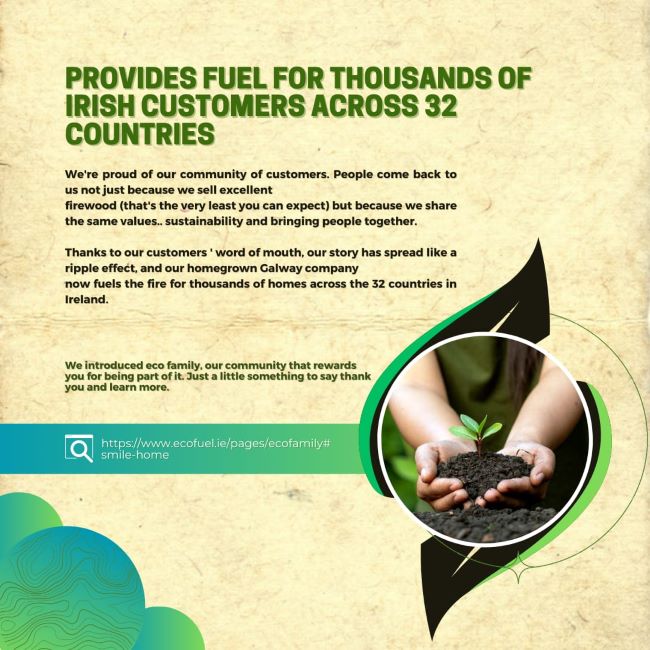 PROVIDES FUEL FOR THOUSANDS OF
IRISH CUSTOMERS ACROSS 32
COUNTRIES
We're proud of our community of customers. People come back to
us not just because we sell excellent
firewood (that's the very least you can expect) but because we share
the same values.. sustainability and bringing people together.
Thanks to our customers ' word of mouth, our story has spread like a
ripple effect, and our homegrown Galway company
now fuels the fire for thousands of homes across the 32 countries in
Ireland.
We introduced eco family, our community that rewards
you for being part of it. Just a little something to say thank
you and learn more.
https://www.ecofuel.ie/pages/ecofamily#
smile-home